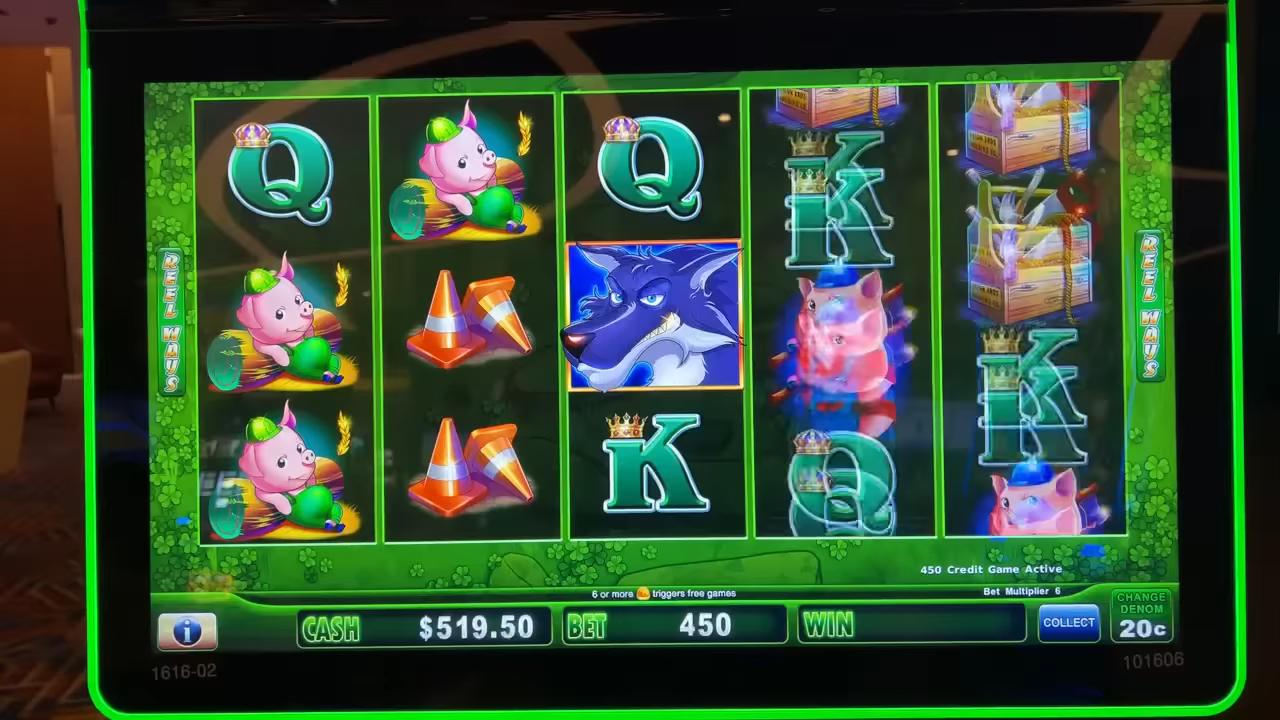 Q
Q
K
K
K
Q
REEL WAYS
REEL WAYS
450 Credit Game Active
6 or more triggers free games
Bet Multiplier 6
i
CASH $519.50
BET 450
WIN
COLLECT
CHANGE
DENOM
20c
1616-02
101606